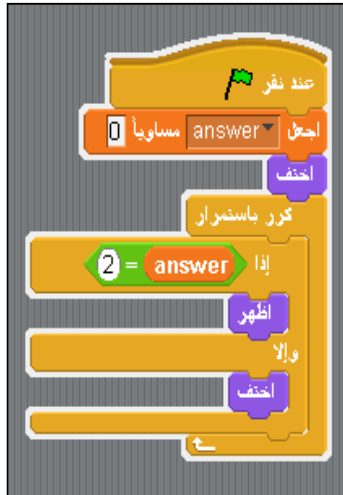 عند نقر
اجعل answer مساوياً 0
اختف
كرر باستمرار
إذا answer = 2
اظهر
وإلا
اختف